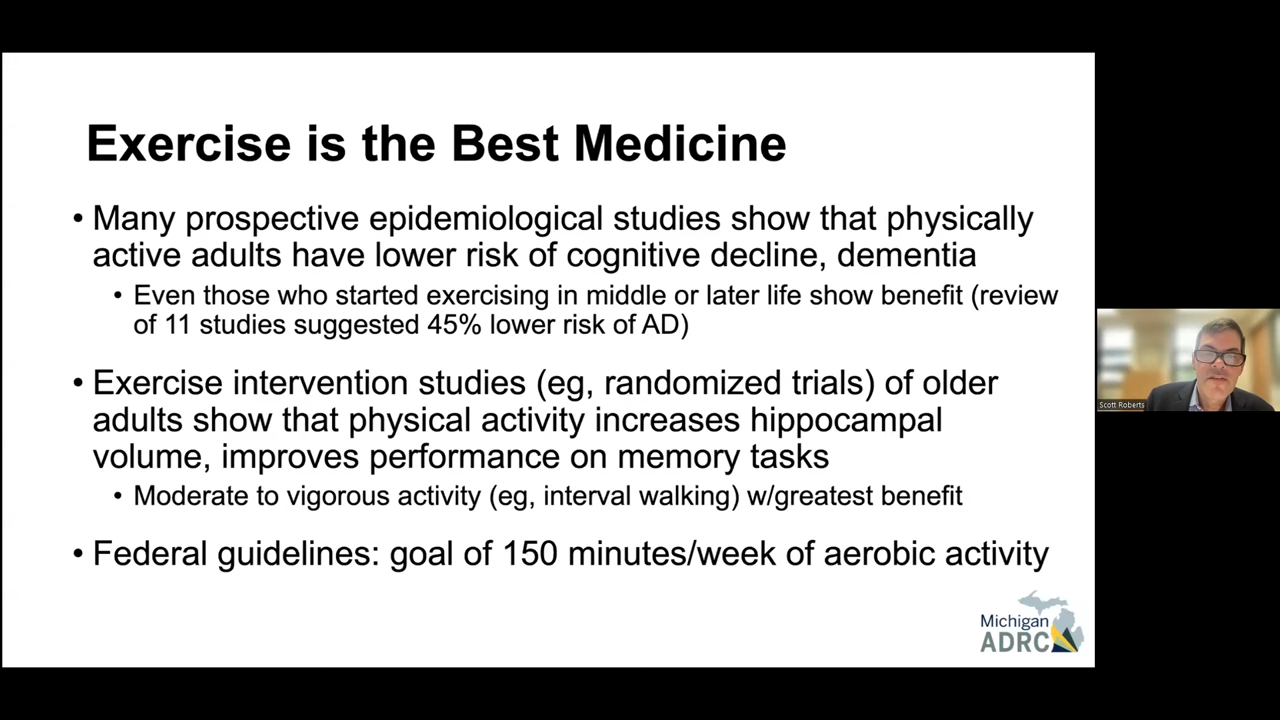 Exercise is the Best Medicine
• Many prospective epidemiological studies show that physically
active adults have lower risk of cognitive decline, dementia
• Even those who started exercising in middle or later life show benefit (review
of 11 studies suggested 45% lower risk of AD)
• Exercise intervention studies (eg, randomized trials) of older
adults show that physical activity increases hippocampal
volume, improves performance on memory tasks
• Moderate to vigorous activity (eg, interval walking) w/greatest benefit
• Federal guidelines: goal of 150 minutes/week of aerobic activity
Michigan
ADRC
Scott Roberts